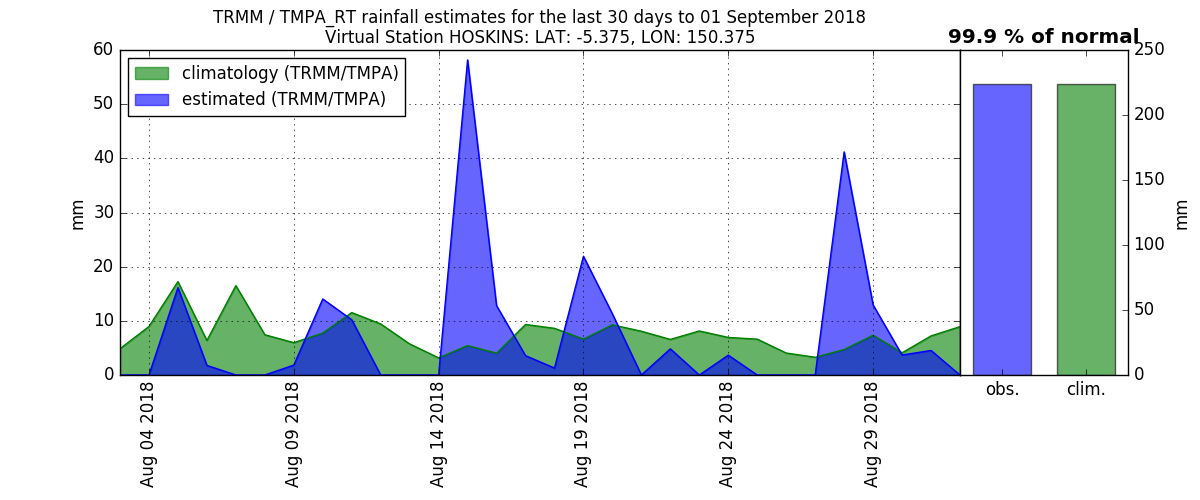 TRMM / TMPA_RT rainfall estimates for the last 30 days to 01 September 2018
Virtual Station HOSKINS: LAT: -5.375, LON: 150.375
99.9 % of normal
climatology (TRMM/TMPA)
estimated (TRMM/TMPA)
60
50
40
30
20
10
0
mm
Aug 04 2018
Aug 09 2018
Aug 14 2018
Aug 19 2018
Aug 24 2018
Aug 29 2018
250
200
150
100
50
0
mm
obs.
clim.